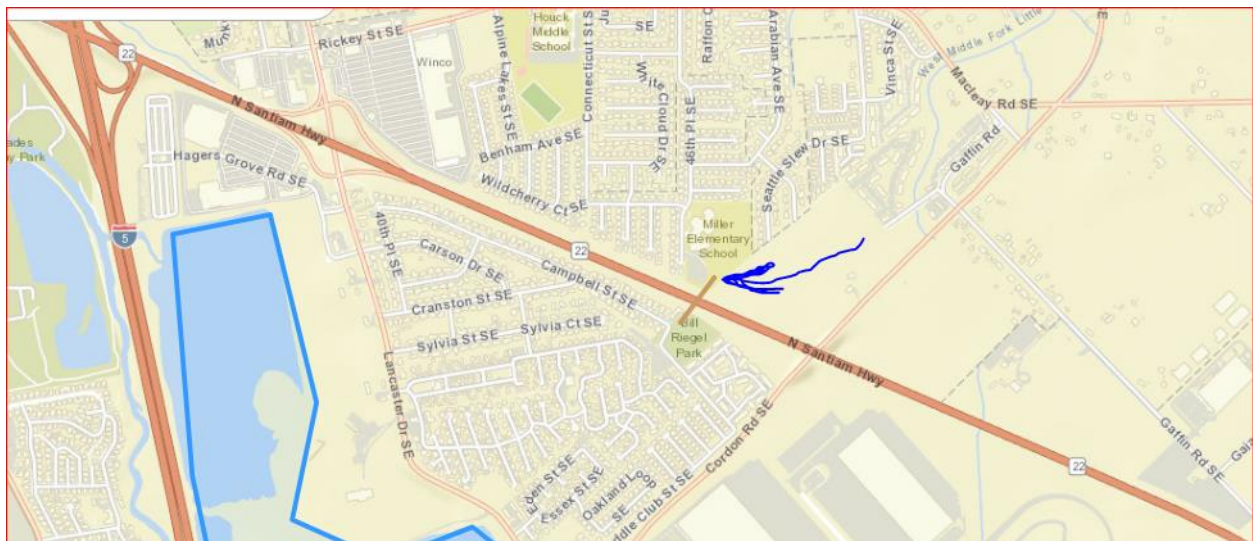 Houck
Middle
School
SE
Rickey St SE
Winco
22
N Santiam Hwy
Alpine Lakes St SE
Connecticut St S
White Cloud Dr SE
Raffon C
46th Pl SE
Arabian Ave SE
Vinca St SE
West Middle Fork Little
E
Macleay Rd SE
Gaffin Rd
Seattle Slew Dr SE
Benham Ave SE
Wildcherry Ct SE
Hagers Grove Rd SE
ades
y Park
5
40th Pl SE
Carson Dr SE
Campbell St SE
22
Miller
Elementary
School
Cranston St SE
Sylvia St SE
Sylvia Ct SE
Bill
Riegel
Park
N Santiam Hwy
Lancaster Dr SE
Cordon Rd SE
Gaffin Rd SE
22
Eden St SE
Essex St SE
Oakland Loop
SE
ddle Club St SE